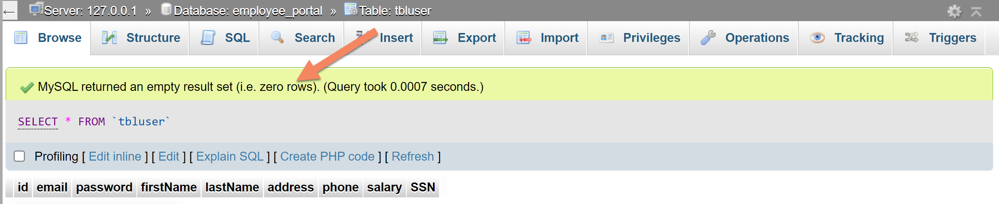 ← Server: 127.0.0.1 » Database: employee_portal » Table: tbluser
Browse Structure SQL Search Insert Export Import Privileges Operations Tracking Triggers
MySQL returned an empty result set (i.e. zero rows). (Query took 0.0007 seconds.)
SELECT * FROM `tbluser`
Profiling [ Edit inline ] [ Edit ] [ Explain SQL ] [ Create PHP code ] [ Refresh ]
id email password firstName lastName address phone salary SSN